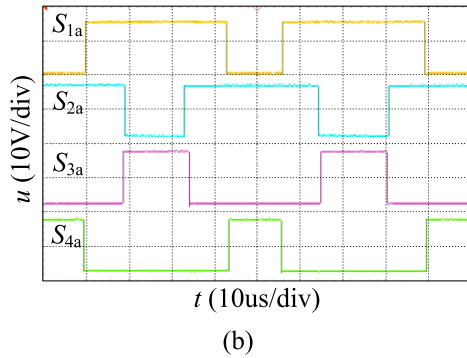 S1a
S2a
S3a
S4a
u (10V/div)
t (10us/div)
(b)